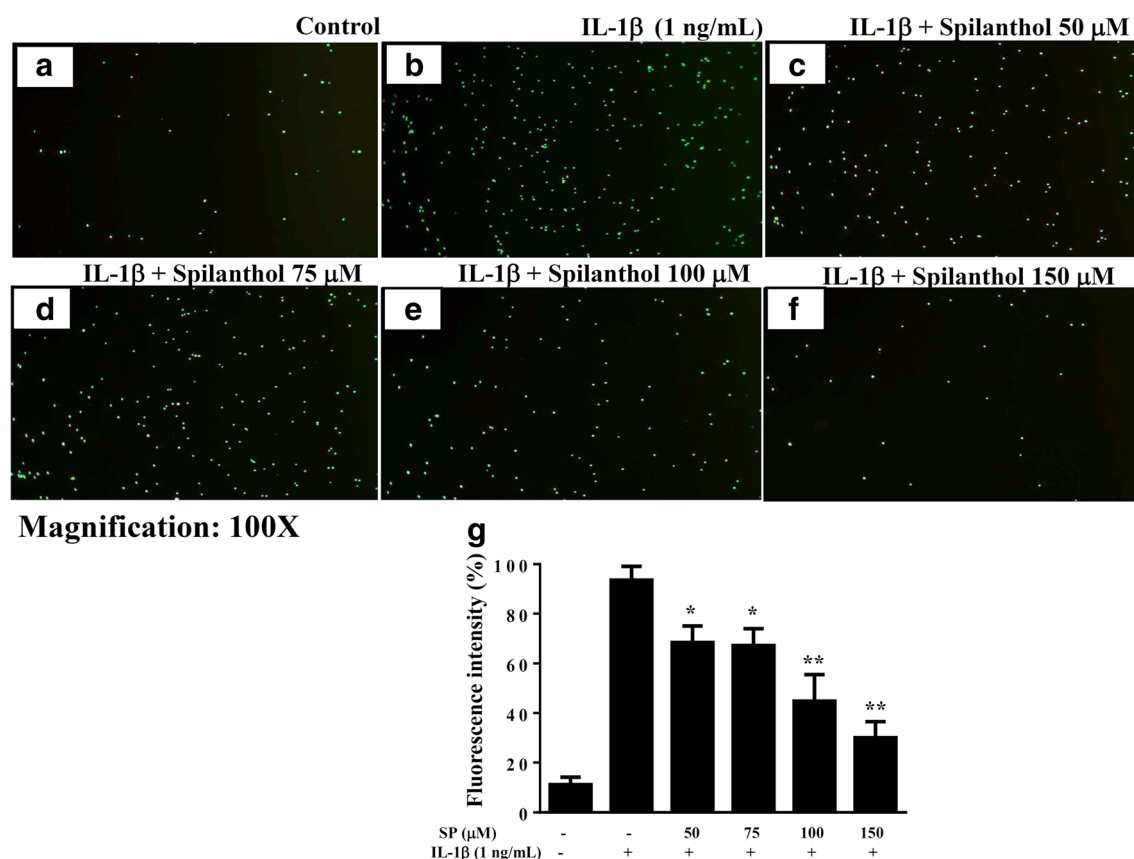 Control
IL-1β (1 ng/mL)
IL-1β + Spilanthol 50 μM
a
b
c
IL-1β + Spilanthol 75 μM
IL-1β + Spilanthol 100 μM
IL-1β + Spilanthol 150 μM
d
e
f
Magnification: 100X
g
Fluorescence intensity (%)
100
80
60
40
20
0
*
*
**
**
SP (μM) - - 50 75 100 150
IL-1β (1 ng/mL) - + + + + +